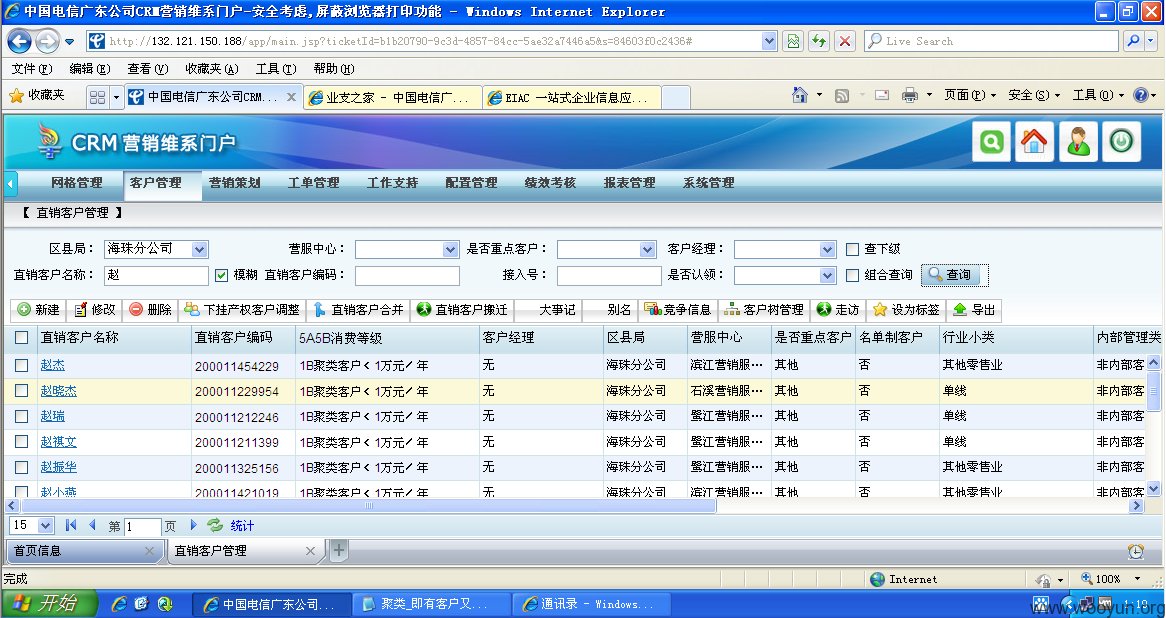 中国电信广东公司CRM营销维系门户-安全考虑,屏蔽浏览器打印功能 - Windows Internet Explorer
http://132.121.150.188/app/main.jsp?ticketId=b1b20790-9c3d-4857-84cc-5ae32a7446a5&s=84603f0c2436# Live Search
文件(F) 编辑(E) 查看(V) 收藏夹(A) 工具(T) 帮助(H)
收藏夹 中国电信广东公司CRM... 业支之家 - 中国电信广... EIAC 一站式企业信息应... 页面(P) 安全(S) 工具(O)
CRM 营销维系门户
网格管理 客户管理 营销策划 工单管理 工作支持 配置管理 绩效考核 报表管理 系统管理
【 直销客户管理 】
区县局： 海珠分公司 营服中心： 是否重点客户： 客户经理： 查下级
直销客户名称： 赵 模糊 直销客户编码： 接入号： 是否认领： 组合查询 查询
新建 修改 删除 下挂产权客户调整 直销客户合并 直销客户搬迁 大事记 别名 竞争信息 客户树管理 走访 设为标签 导出
直销客户名称 直销客户编码 5A5B消费等级 客户经理 区县局 营服中心 是否重点客户 名单制客户 行业小类 内部管理类
赵杰 200011454229 1B聚类客户< 1万元/ 年 无 海珠分公司 滨江营销服… 其他 否 其他零售业 非内部客
赵晓杰 200011229954 1B聚类客户< 1万元/ 年 无 海珠分公司 石溪营销服… 其他 否 单线 非内部客
赵瑞 200011212246 1B聚类客户< 1万元/ 年 无 海珠分公司 鹭江营销服… 其他 否 单线 非内部客
赵祺文 200011211399 1B聚类客户< 1万元/ 年 无 海珠分公司 鹭江营销服… 其他 否 单线 非内部客
赵振华 200011325156 1B聚类客户< 1万元/ 年 无 海珠分公司 鹭江营销服… 其他 否 其他零售业 非内部客
赵小燕 200011421019 1B聚类客户< 1万元/ 年 无 海珠分公司 鹭江营销服… 其他 否 其他零售业 非内部客
15 第 1 页 统计
首页信息 直销客户管理
完成 Internet 100%
开始 中国电信广东公司... 聚类_即有客户又... 通讯录 - Windows... 1:19
www.wooyun.org